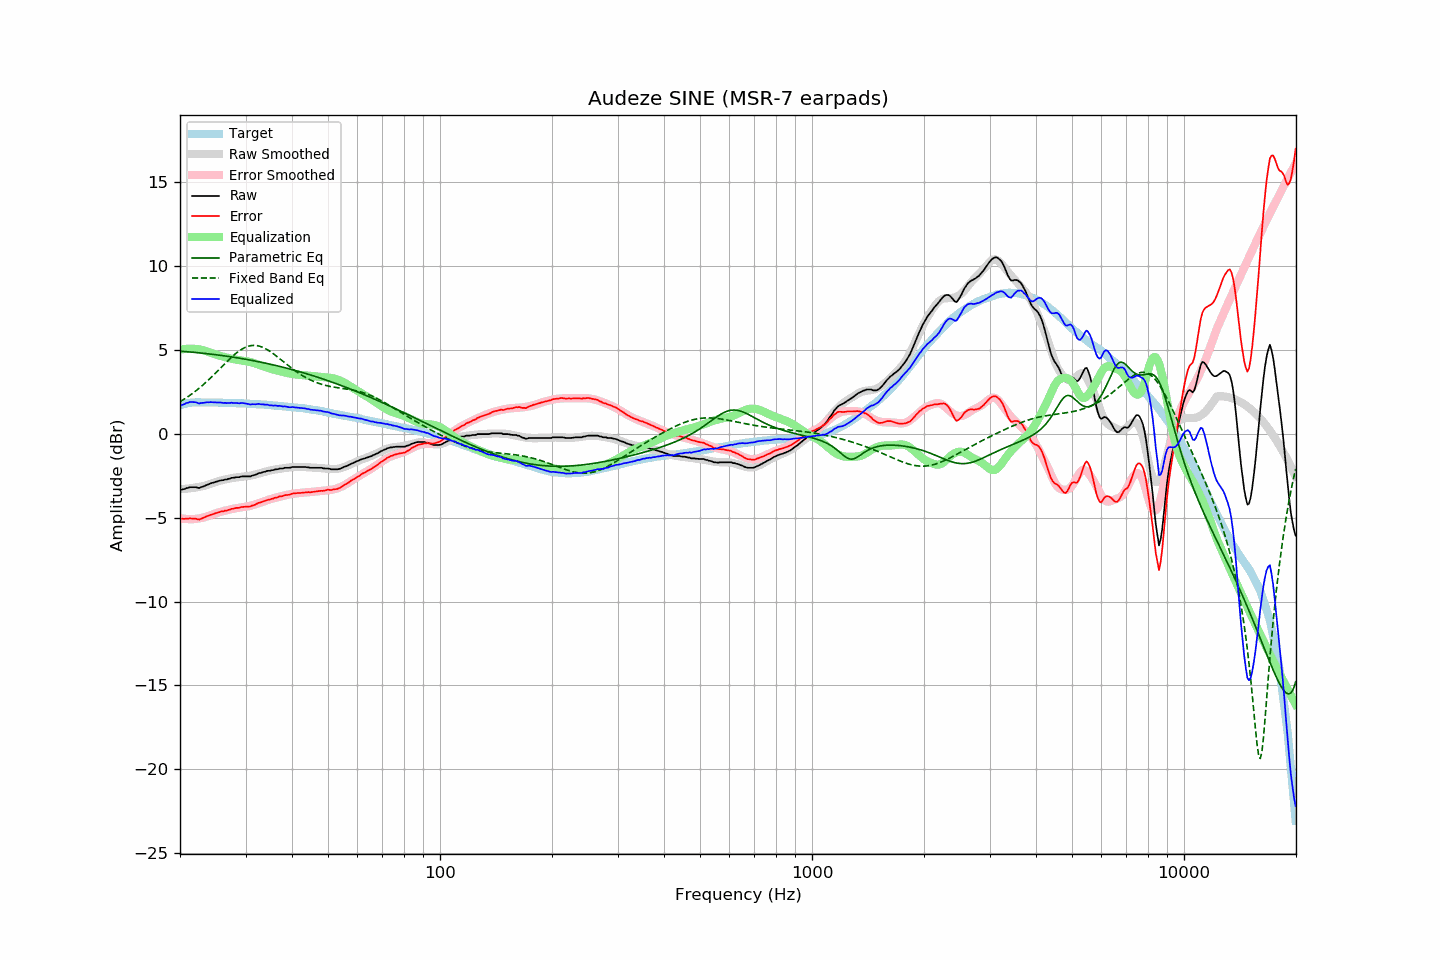 Audeze SINE (MSR-7 earpads)
Target
Raw Smoothed
Error Smoothed
Raw
Error
Equalization
Parametric Eq
Fixed Band Eq
Equalized
15
10
5
0
−5
−10
−15
−20
−25
Amplitude (dBr)
100
1000
10000
Frequency (Hz)